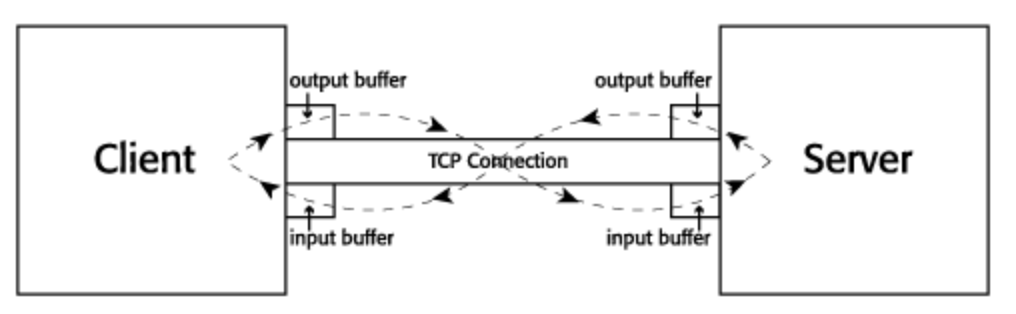 output buffer
output buffer
Client
TCP Connection
Server
input buffer
input buffer